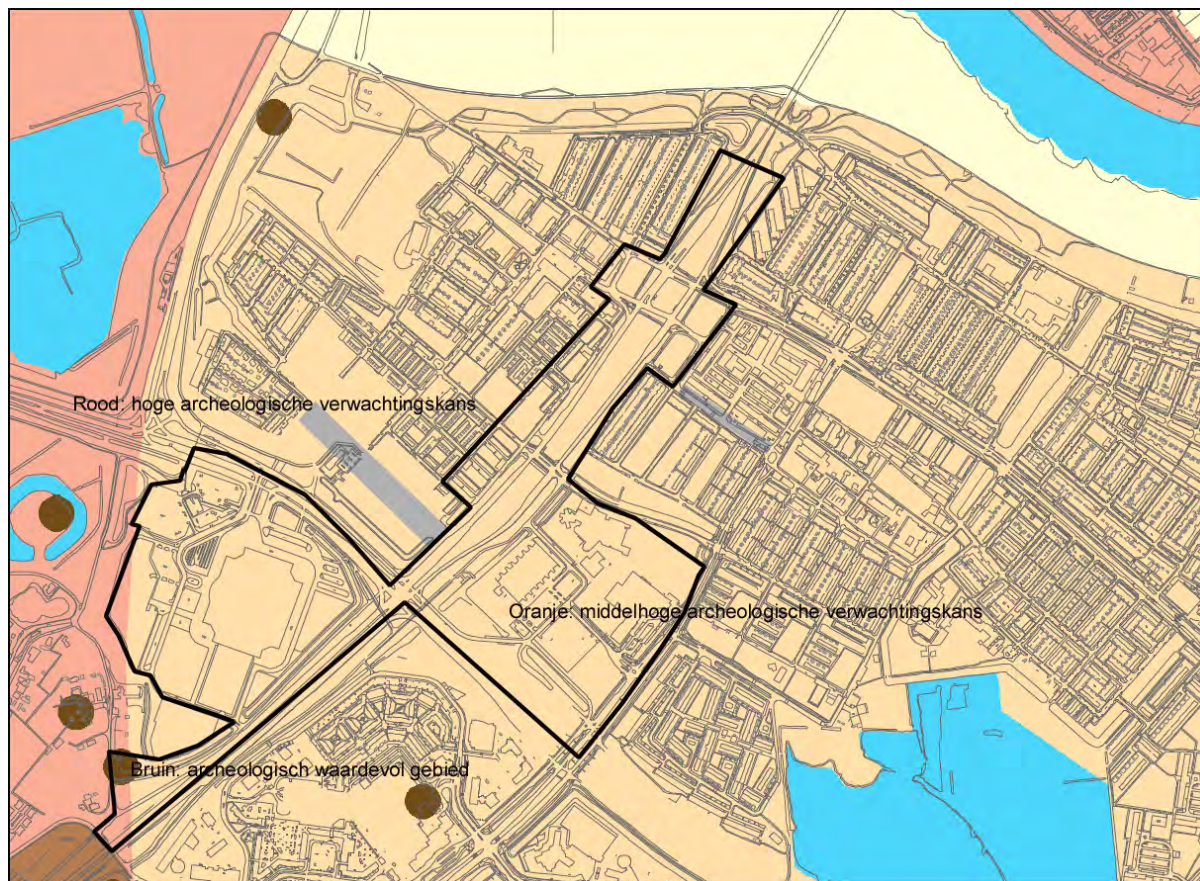 Rood: hoge archeologische verwachtingskans
Oranje: middelhoge archeologische verwachtingskans
Bruin: archeologisch waardevol gebied